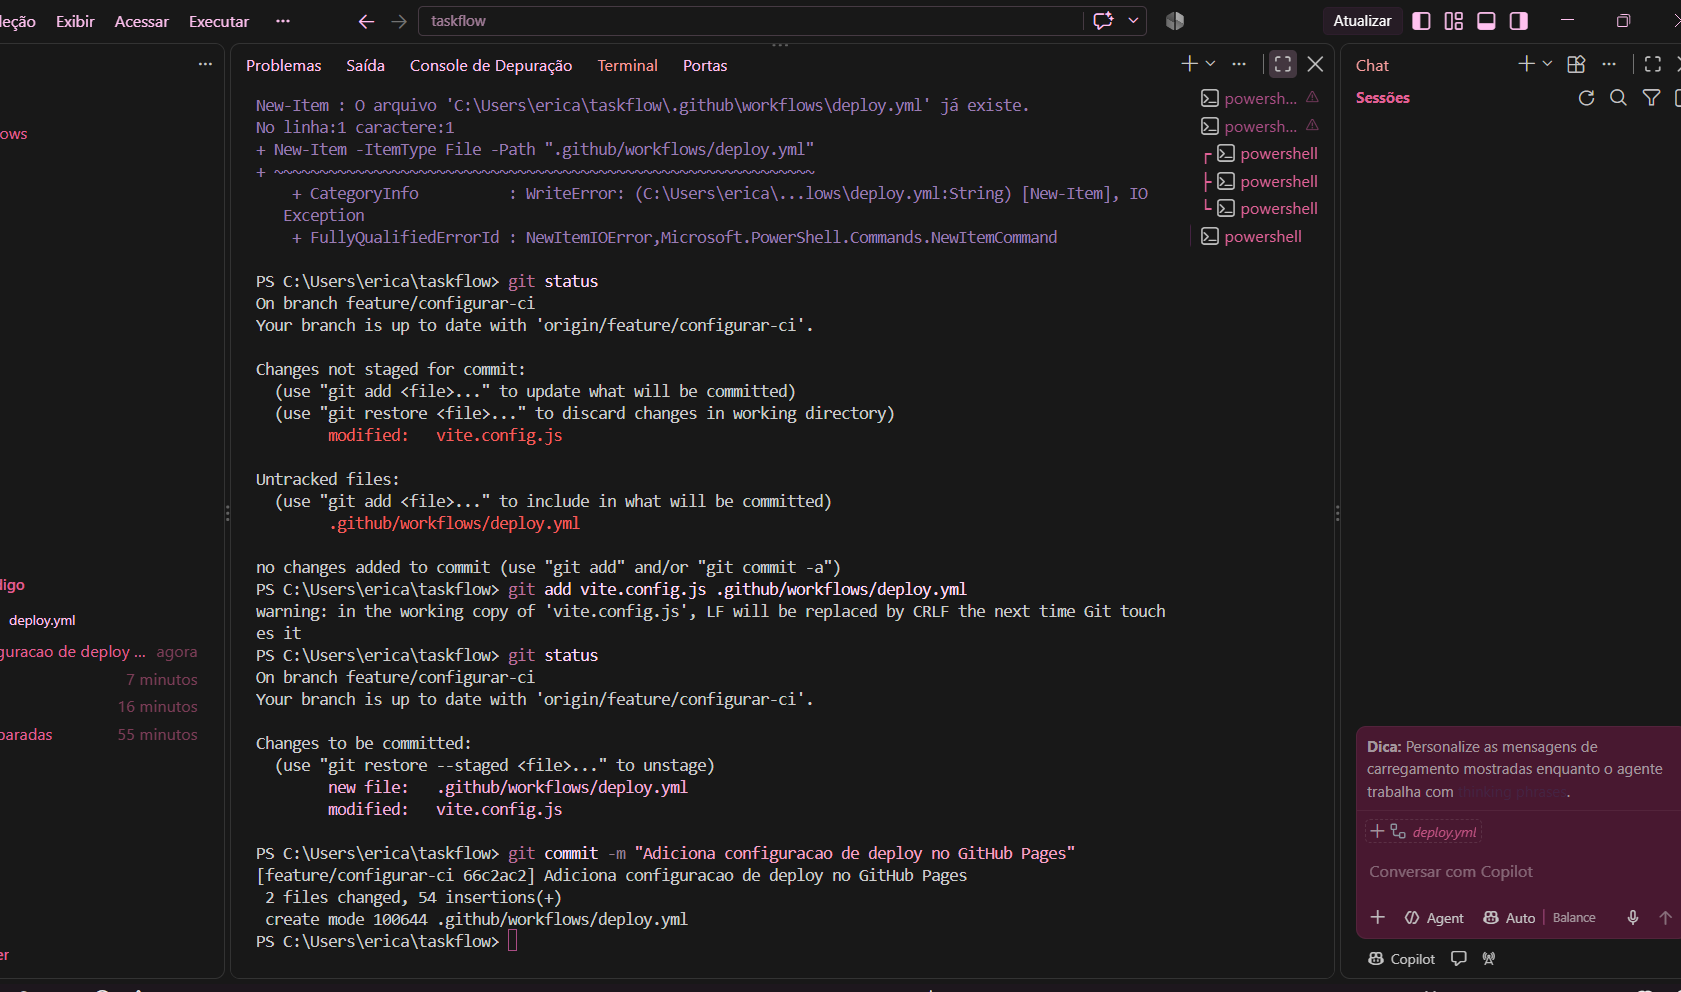 leção Exibir Acessar Executar ··· taskflow Atualizar
Problemas Saída Console de Depuração Terminal Portas
New-Item : O arquivo 'C:\Users\erica\taskflow\.github\workflows\deploy.yml' já existe.
No linha:1 caractere:1
+ New-Item -ItemType File -Path ".github/workflows/deploy.yml"
+ ~~~~~~~~~~~~~~~~~~~~~~~~~~~~~~~~~~~~~~~~~~~~~~~~~~~~~~~~~~~~
+ CategoryInfo : WriteError: (C:\Users\erica\...lows\deploy.yml:String) [New-Item], IO
Exception
+ FullyQualifiedErrorId : NewItemIOError,Microsoft.PowerShell.Commands.NewItemCommand
PS C:\Users\erica\taskflow> git status
On branch feature/configurar-ci
Your branch is up to date with 'origin/feature/configurar-ci'.
Changes not staged for commit:
(use "git add <file>..." to update what will be committed)
(use "git restore <file>..." to discard changes in working directory)
modified: vite.config.js
Untracked files:
(use "git add <file>..." to include in what will be committed)
.github/workflows/deploy.yml
no changes added to commit (use "git add" and/or "git commit -a")
PS C:\Users\erica\taskflow> git add vite.config.js .github/workflows/deploy.yml
warning: in the working copy of 'vite.config.js', LF will be replaced by CRLF the next time Git touch
es it
PS C:\Users\erica\taskflow> git status
On branch feature/configurar-ci
Your branch is up to date with 'origin/feature/configurar-ci'.
Changes to be committed:
(use "git restore --staged <file>..." to unstage)
new file: .github/workflows/deploy.yml
modified: vite.config.js
PS C:\Users\erica\taskflow> git commit -m "Adiciona configuracao de deploy no GitHub Pages"
[feature/configurar-ci 66c2ac2] Adiciona configuracao de deploy no GitHub Pages
2 files changed, 54 insertions(+)
create mode 100644 .github/workflows/deploy.yml
PS C:\Users\erica\taskflow>
powersh...
powersh...
powershell
powershell
powershell
powershell
ows
digo
deploy.yml
guracao de deploy ... agora
7 minutos
16 minutos
paradas 55 minutos
er
Chat
Sessões
Dica: Personalize as mensagens de
carregamento mostradas enquanto o agente
trabalha com thinking phrases.
deploy.yml
Conversar com Copilot
Agent Auto Balance
Copilot